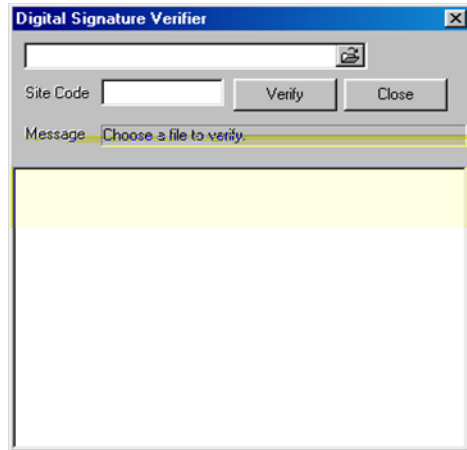 Digital Signature Verifier
Site Code Verify Close
Message Choose a file to verify.